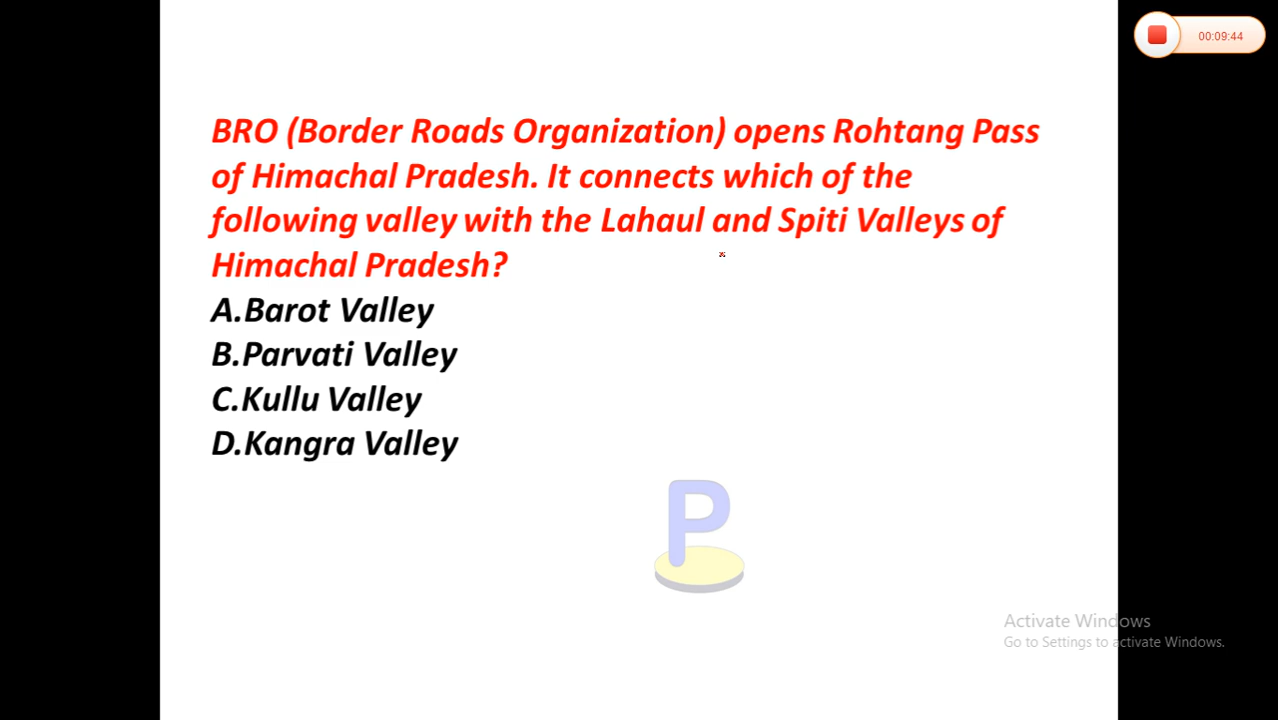 00:09:44
BRO (Border Roads Organization) opens Rohtang Pass
of Himachal Pradesh. It connects which of the
following valley with the Lahaul and Spiti Valleys of
Himachal Pradesh?
A.Barot Valley
B.Parvati Valley
C.Kullu Valley
D.Kangra Valley
P
Activate Windows
Go to Settings to activate Windows.